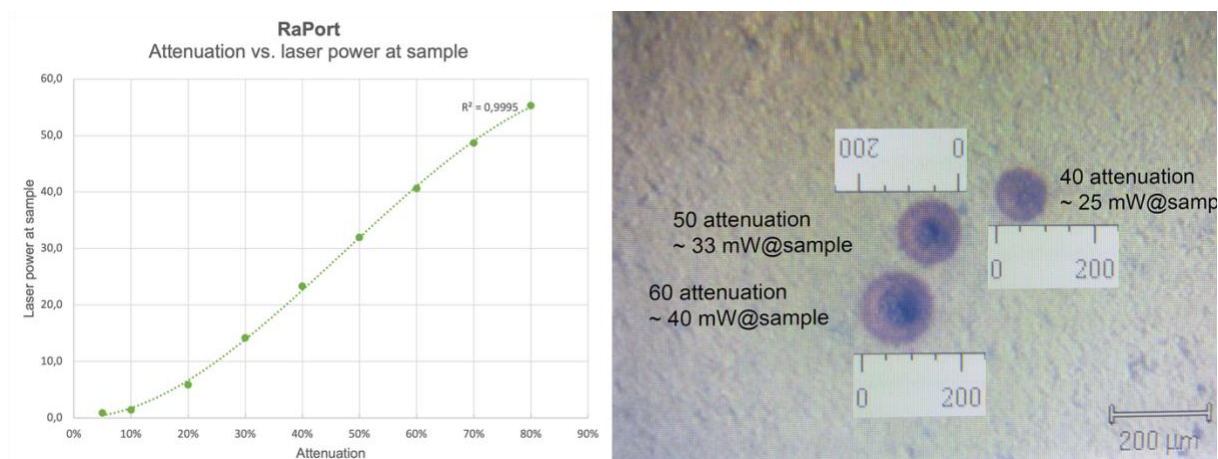 RaPort
Attenuation vs. laser power at sample
60,0
50,0
40,0
30,0
20,0
10,0
0,0
Laser power at sample
R² = 0,9995
0%
10%
20%
30%
40%
50%
60%
70%
80%
90%
Attenuation
200
0
40 attenuation
~ 25 mW@samp
50 attenuation
~ 33 mW@sample
0
200
60 attenuation
~ 40 mW@sample
0
200
200 µm